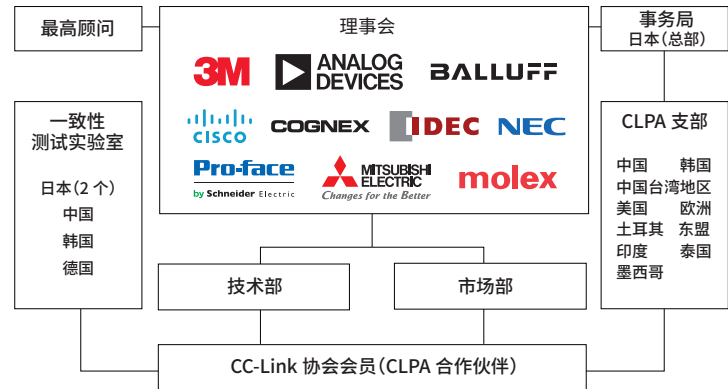 最高顾问
理事会
事务局
日本（总部）
3M
ANALOG
DEVICES
BALLUFF
CISCO
COGNEX
IDEC
NEC
Pro-face
by Schneider Electric
MITSUBISHI
ELECTRIC
Changes for the Better
molex
一致性
测试实验室
日本（2 个）
中国
韩国
德国
CLPA 支部
中国 韩国
中国台湾地区
美国 欧洲
土耳其 东盟
印度 泰国
墨西哥
技术部
市场部
CC-Link 协会会员（CLPA 合作伙伴）